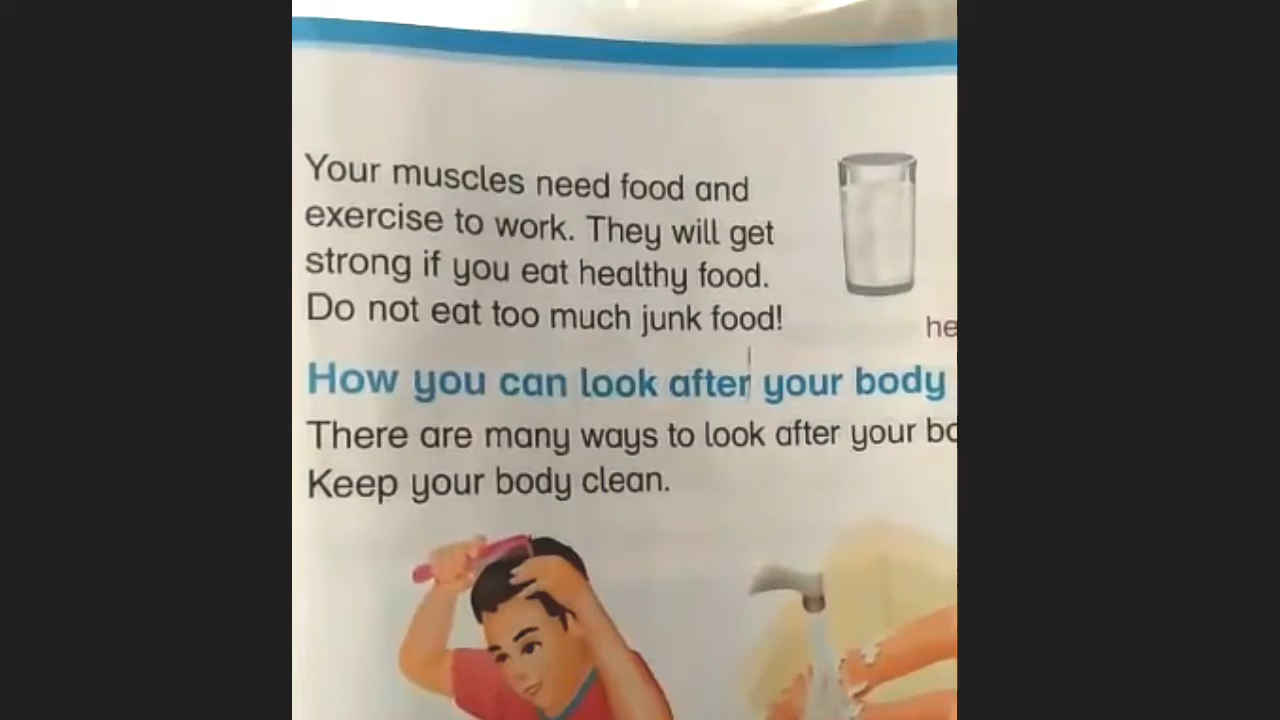 Your muscles need food and
exercise to work. They will get
strong if you eat healthy food.
Do not eat too much junk food!
he
How you can look after your body
There are many ways to look after your bo
Keep your body clean.